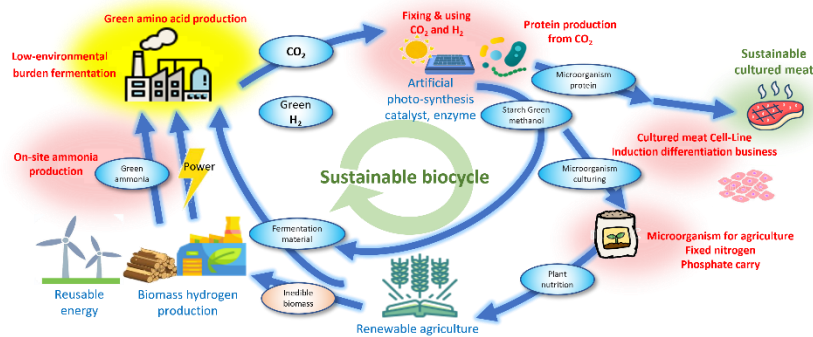 Green amino acid production
Low-environmental
burden fermentation
CO₂
Green
H₂
Fixing & using
CO₂ and H₂
Protein production
from CO₂
Artificial
photo-synthesis
catalyst, enzyme
Microorganism
protein
Sustainable
cultured meat
Starch Green
methanol
Cultured meat Cell-Line
Induction differentiation business
On-site ammonia
production
Green
ammonia
Power
Sustainable biocycle
Microorganism
culturing
Fermentation
material
Microorganism for agriculture
Fixed nitrogen
Phosphate carry
Plant
nutrition
Inedible
biomass
Reusable
energy
Biomass hydrogen
production
Renewable agriculture